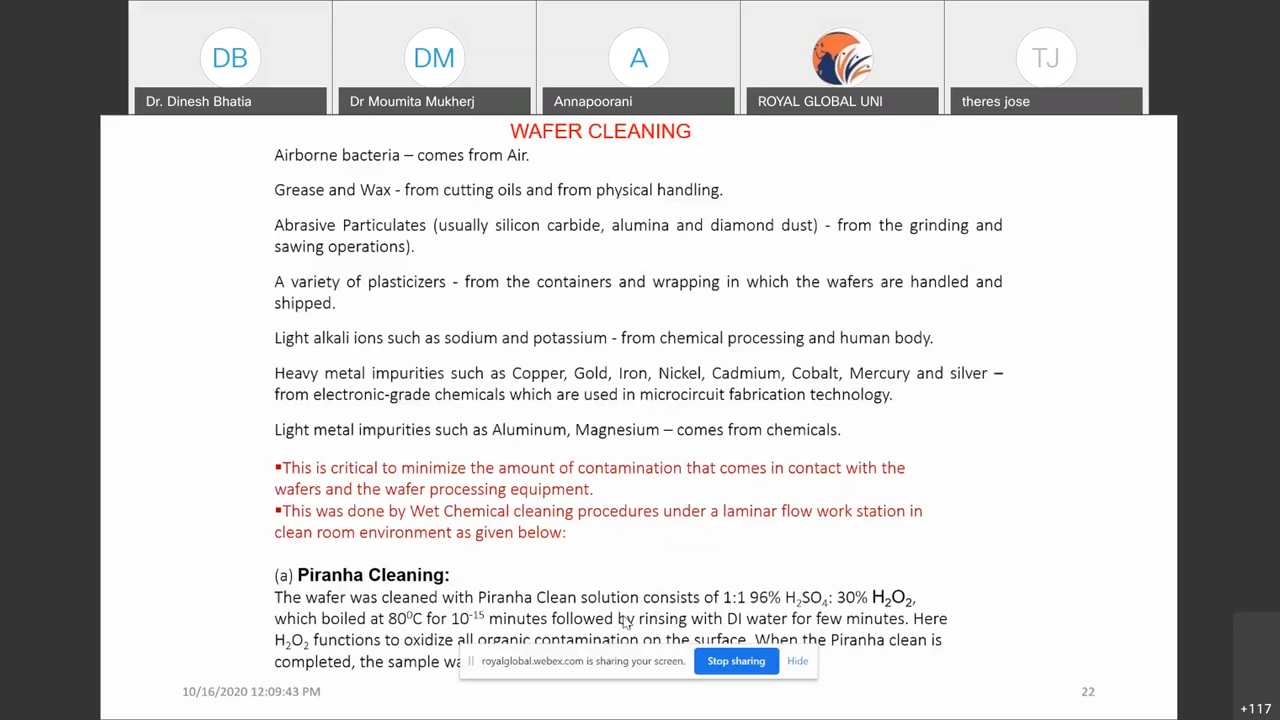 DB
DM
A
TJ
Dr. Dinesh Bhatia
Dr Moumita Mukherj
Annapoorani
ROYAL GLOBAL UNI
theres jose
WAFER CLEANING
Airborne bacteria – comes from Air.
Grease and Wax - from cutting oils and from physical handling.
Abrasive Particulates (usually silicon carbide, alumina and diamond dust) - from the grinding and
sawing operations).
A variety of plasticizers - from the containers and wrapping in which the wafers are handled and
shipped.
Light alkali ions such as sodium and potassium - from chemical processing and human body.
Heavy metal impurities such as Copper, Gold, Iron, Nickel, Cadmium, Cobalt, Mercury and silver –
from electronic-grade chemicals which are used in microcircuit fabrication technology.
Light metal impurities such as Aluminum, Magnesium – comes from chemicals.
▪This is critical to minimize the amount of contamination that comes in contact with the
wafers and the wafer processing equipment.
▪This was done by Wet Chemical cleaning procedures under a laminar flow work station in
clean room environment as given below:
(a) Piranha Cleaning:
The wafer was cleaned with Piranha Clean solution consists of 1:1 96% H₂SO₄: 30% H₂O₂,
which boiled at 80⁰C for 10⁻¹⁵ minutes followed by rinsing with DI water for few minutes. Here
H₂O₂ functions to oxidize all organic contamination on the surface. When the Piranha clean is
completed, the sample wa
royalglobal.webex.com is sharing your screen.
Stop sharing
Hide
10/16/2020 12:09:43 PM
22
+117